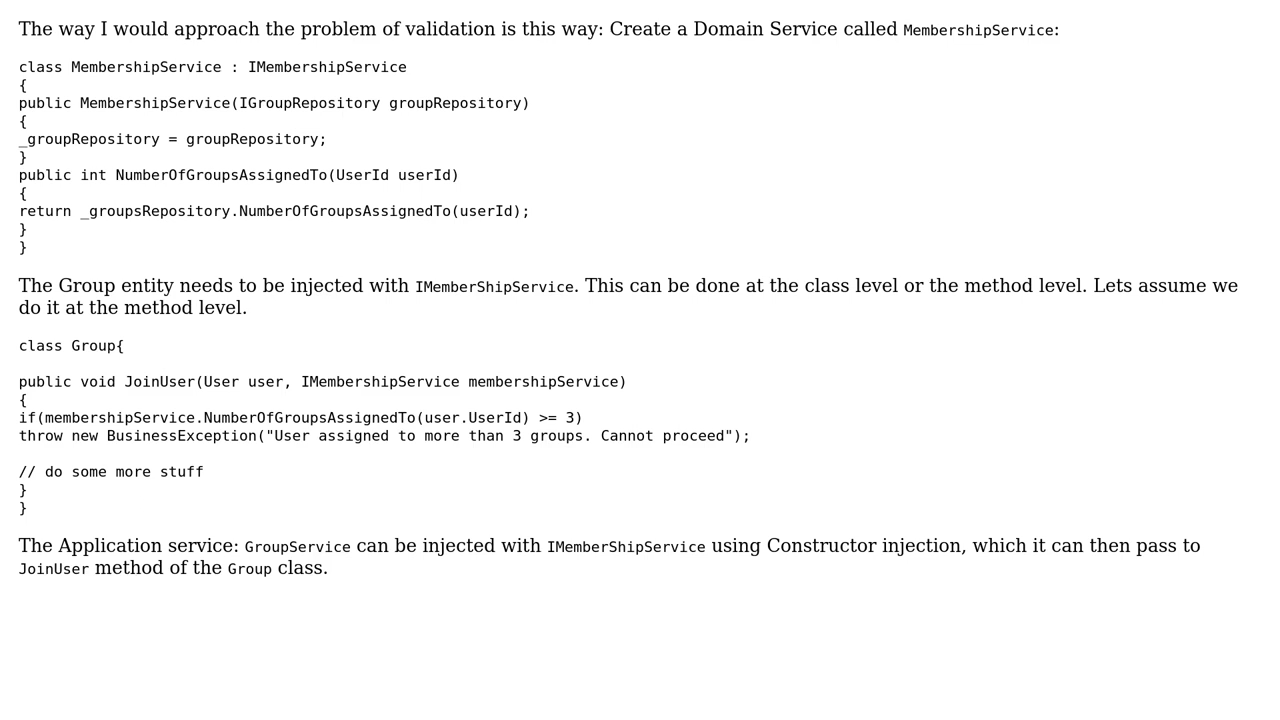 The way I would approach the problem of validation is this way: Create a Domain Service called MembershipService:
class MembershipService : IMembershipService
{
public MembershipService(IGroupRepository groupRepository)
{
_groupRepository = groupRepository;
}
public int NumberOfGroupsAssignedTo(UserId userId)
{
return _groupsRepository.NumberOfGroupsAssignedTo(userId);
}
}
The Group entity needs to be injected with IMemberShipService. This can be done at the class level or the method level. Lets assume we
do it at the method level.
class Group{
public void JoinUser(User user, IMembershipService membershipService)
{
if(membershipService.NumberOfGroupsAssignedTo(user.UserId) >= 3)
throw new BusinessException("User assigned to more than 3 groups. Cannot proceed");
// do some more stuff
}
}
The Application service: GroupService can be injected with IMemberShipService using Constructor injection, which it can then pass to
JoinUser method of the Group class.